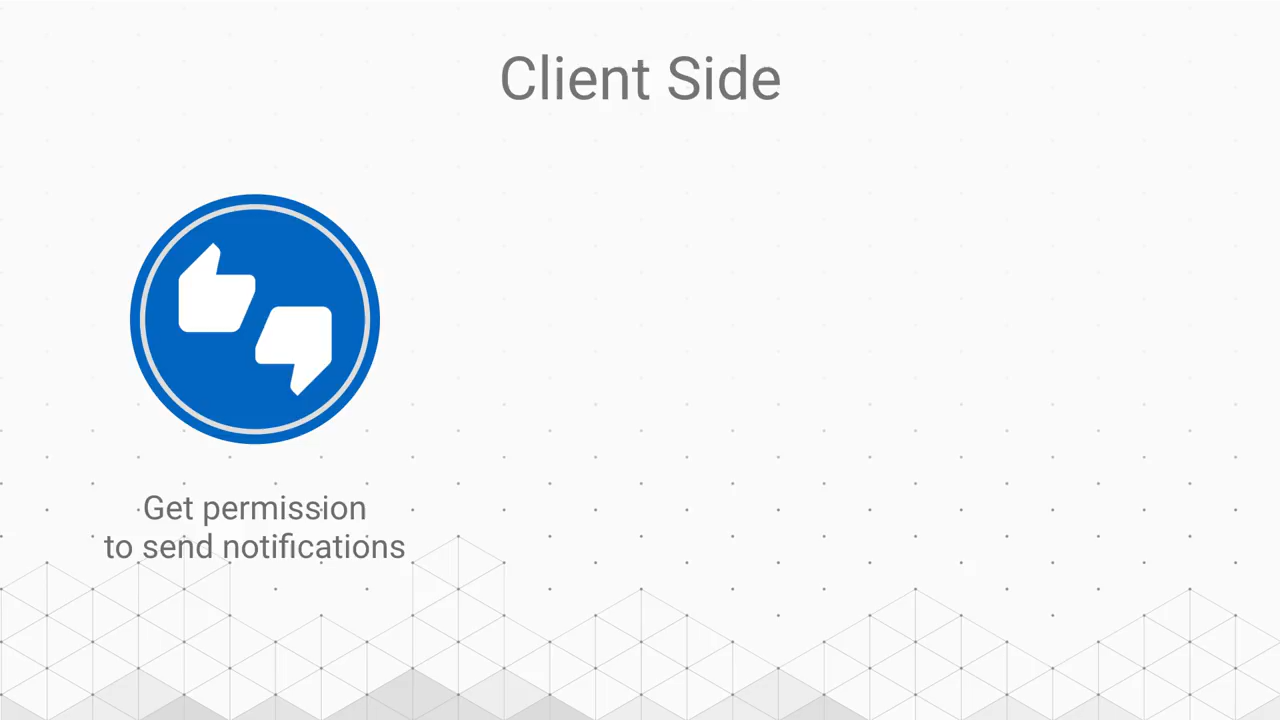 Client Side
Get permission
to send notifications